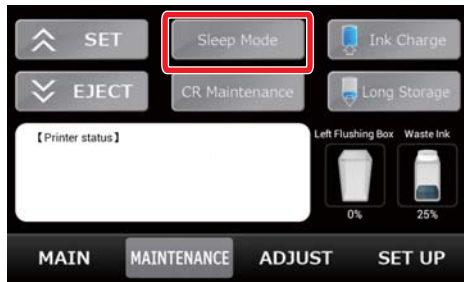 SET Sleep Mode Ink Charge
EJECT CR Maintenance Long Storage
【Printer status】 Left Flushing Box Waste Ink
0% 25%
MAIN MAINTENANCE ADJUST SET UP